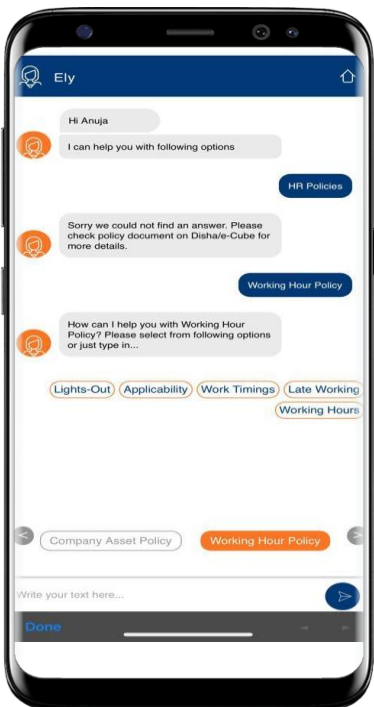 Ely
Hi Anuja
I can help you with following options
HR Policies
Sorry we could not find an answer. Please
check policy document on Disha/e-Cube for
more details.
Working Hour Policy
How can I help you with Working Hour
Policy? Please select from following options
or just type in...
Lights-Out Applicability Work Timings Late Working
Working Hours
Company Asset Policy Working Hour Policy
Write your text here...
Done